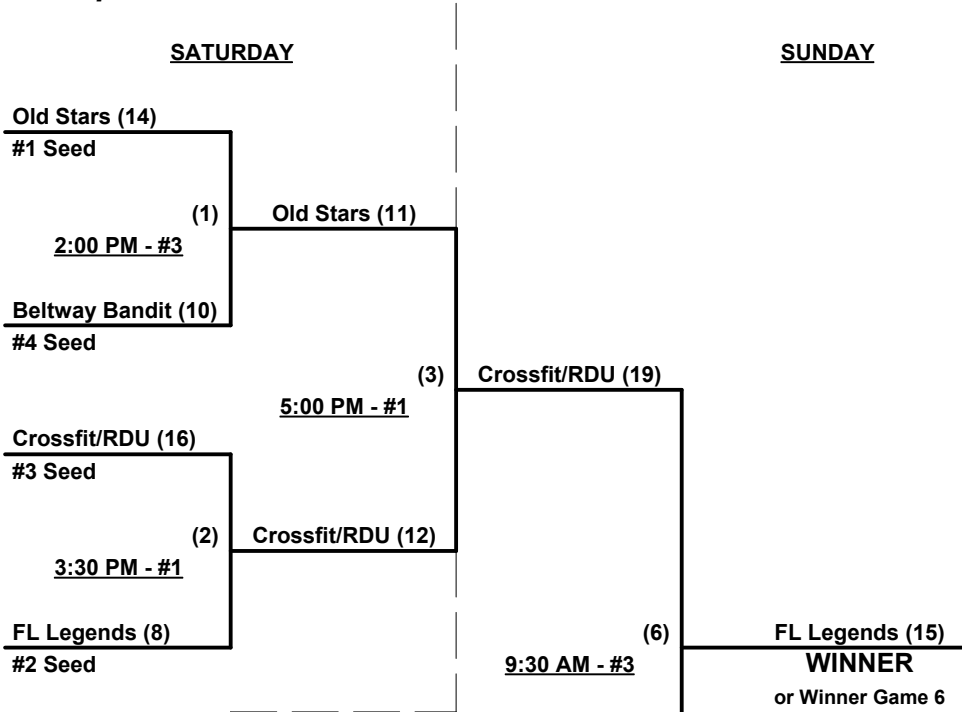 SATURDAY
SUNDAY
Old Stars (14)
#1 Seed
(1)
Old Stars (11)
2:00 PM - #3
Beltway Bandit (10)
#4 Seed
(3)
Crossfit/RDU (19)
5:00 PM - #1
Crossfit/RDU (16)
#3 Seed
(2)
Crossfit/RDU (12)
3:30 PM - #1
FL Legends (8)
(6)
FL Legends (15)
#2 Seed
9:30 AM - #3
WINNER
or Winner Game 6